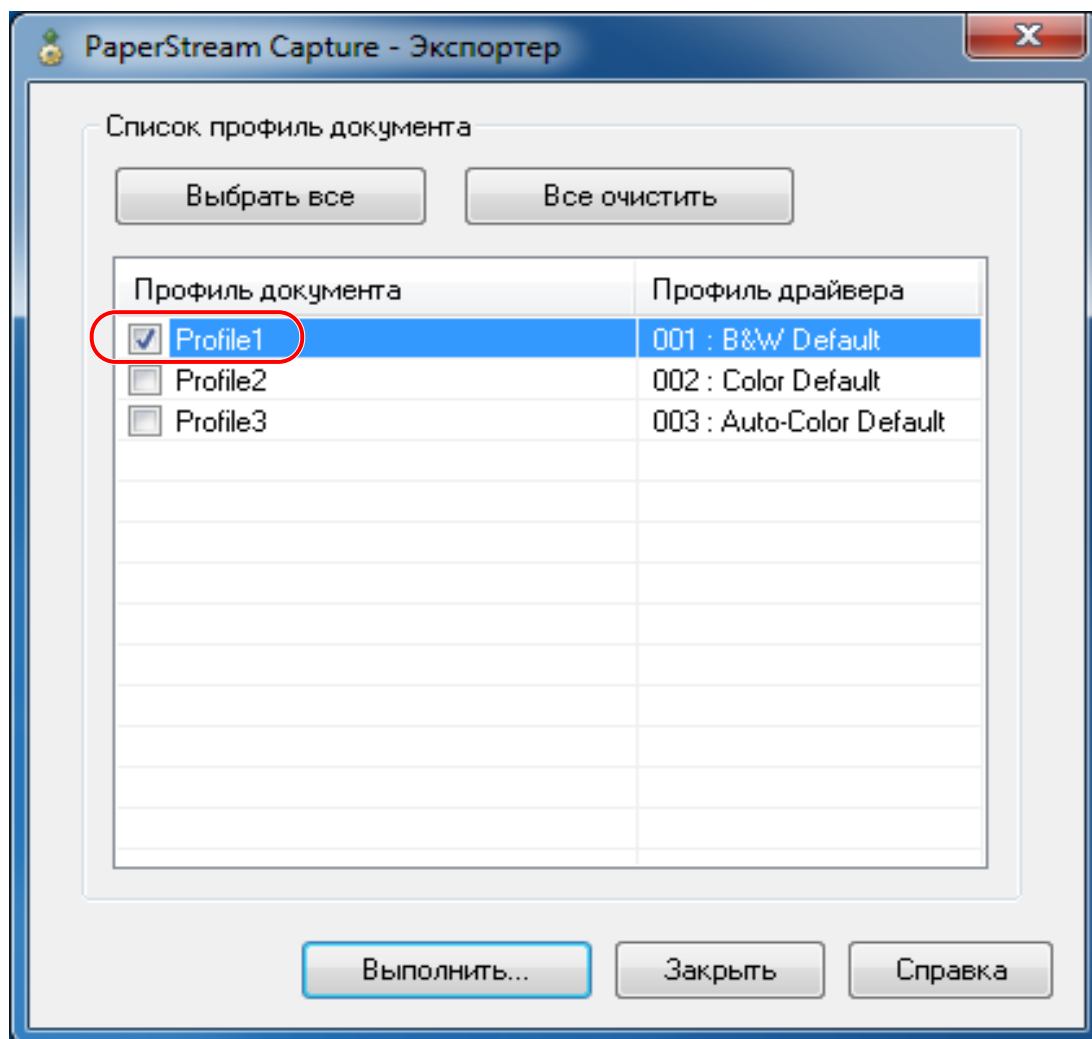 PaperStream Capture - Экспортер
Список профиль документа
Выбрать все Все очистить
Профиль документа Профиль драйвера
Profile1 001 : B&W Default
Profile2 002 : Color Default
Profile3 003 : Auto-Color Default
Выполнить... Закрыть Справка